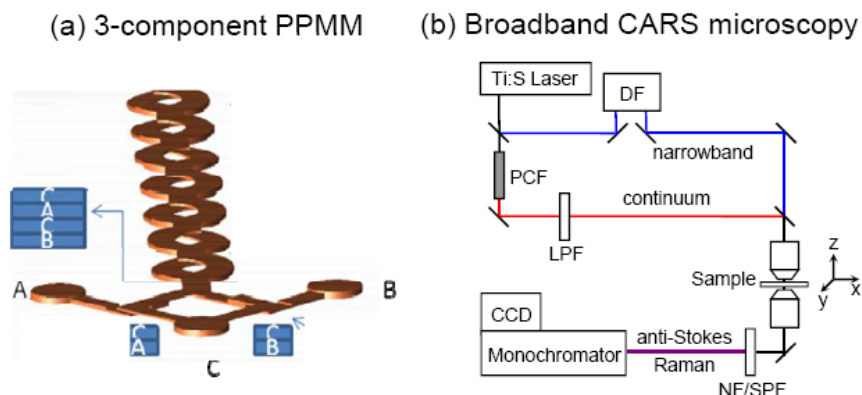 (a) 3-component PPMM
(b) Broadband CARS microscopy
C
A
C
B
A
B
C
A
C
B
C
Ti:S Laser
DF
narrowband
PCF
continuum
LPF
Sample
z
x
y
CCD
Monochromator
anti-Stokes
Raman
NF/SPF